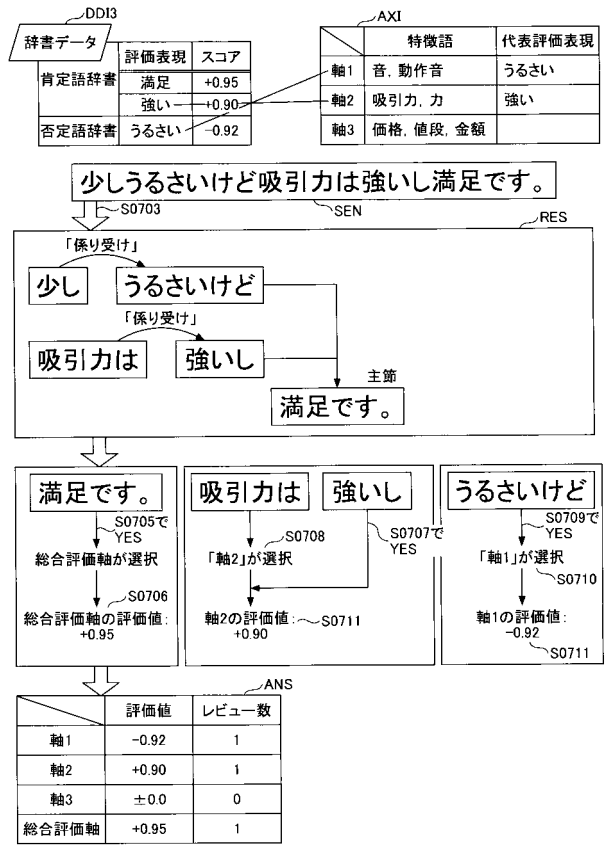 DDI3
辞書データ
評価表現 スコア
肯定語辞書 満足 +0.95
強い +0.90
否定語辞書 うるさい -0.92
AXI
特徴語 代表評価表現
軸1 音, 動作音 うるさい
軸2 吸引力, 力 強い
軸3 価格, 値段, 金額
少しうるさいけど吸引力は強いし満足です。
S0703
SEN
RES
「係り受け」
少し うるさいけど
「係り受け」
吸引力は 強いし
主節
満足です。
満足です。
S0705で
YES
総合評価軸が選択
S0706
総合評価軸の評価値:
+0.95
吸引力は 強いし
S0708
S0707で
YES
「軸2」が選択
軸2の評価値: S0711
+0.90
うるさいけど
S0709で
YES
「軸1」が選択
S0710
軸1の評価値:
-0.92
S0711
ANS
評価値 レビュー数
軸1 -0.92 1
軸2 +0.90 1
軸3 ±0.0 0
総合評価軸 +0.95 1